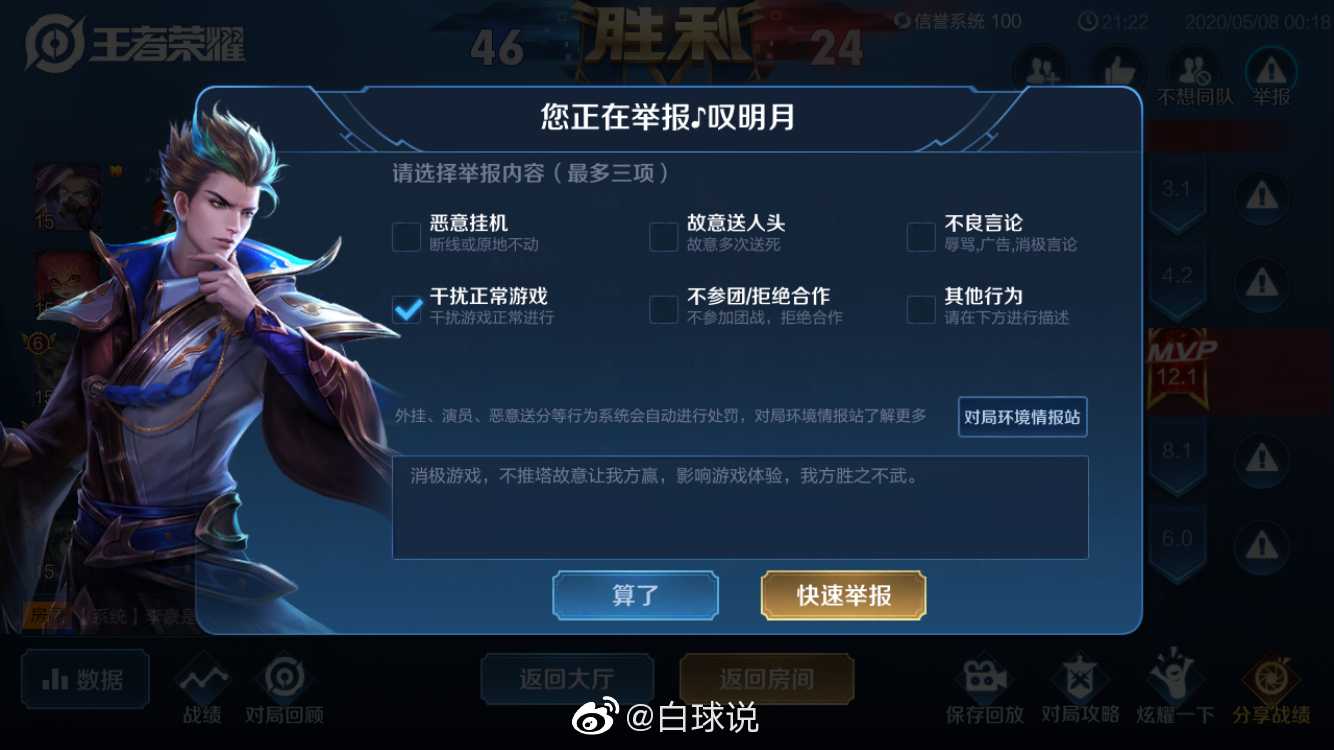 王者荣耀
46
胜利
24
信誉系统 100
21:22
2020/05/08 00:18
不想同队
举报
您正在举报♪叹明月
请选择举报内容（最多三项）
恶意挂机
断线或原地不动
故意送人头
故意多次送死
不良言论
辱骂,广告,消极言论
干扰正常游戏
干扰游戏正常进行
不参团/拒绝合作
不参加团战，拒绝合作
其他行为
请在下方进行描述
外挂、演员、恶意送分等行为系统会自动进行处罚，对局环境情报站了解更多
对局环境情报站
消极游戏，不推塔故意让我方赢，影响游戏体验，我方胜之不武。
算了
快速举报
15
15
6
15
15
3.1
4.2
MVP
12.1
8.1
6.0
【系统】李豪是
数据
战绩
对局回顾
返回大厅
返回房间
保存回放
对局攻略
炫耀一下
分享战绩
@白球说